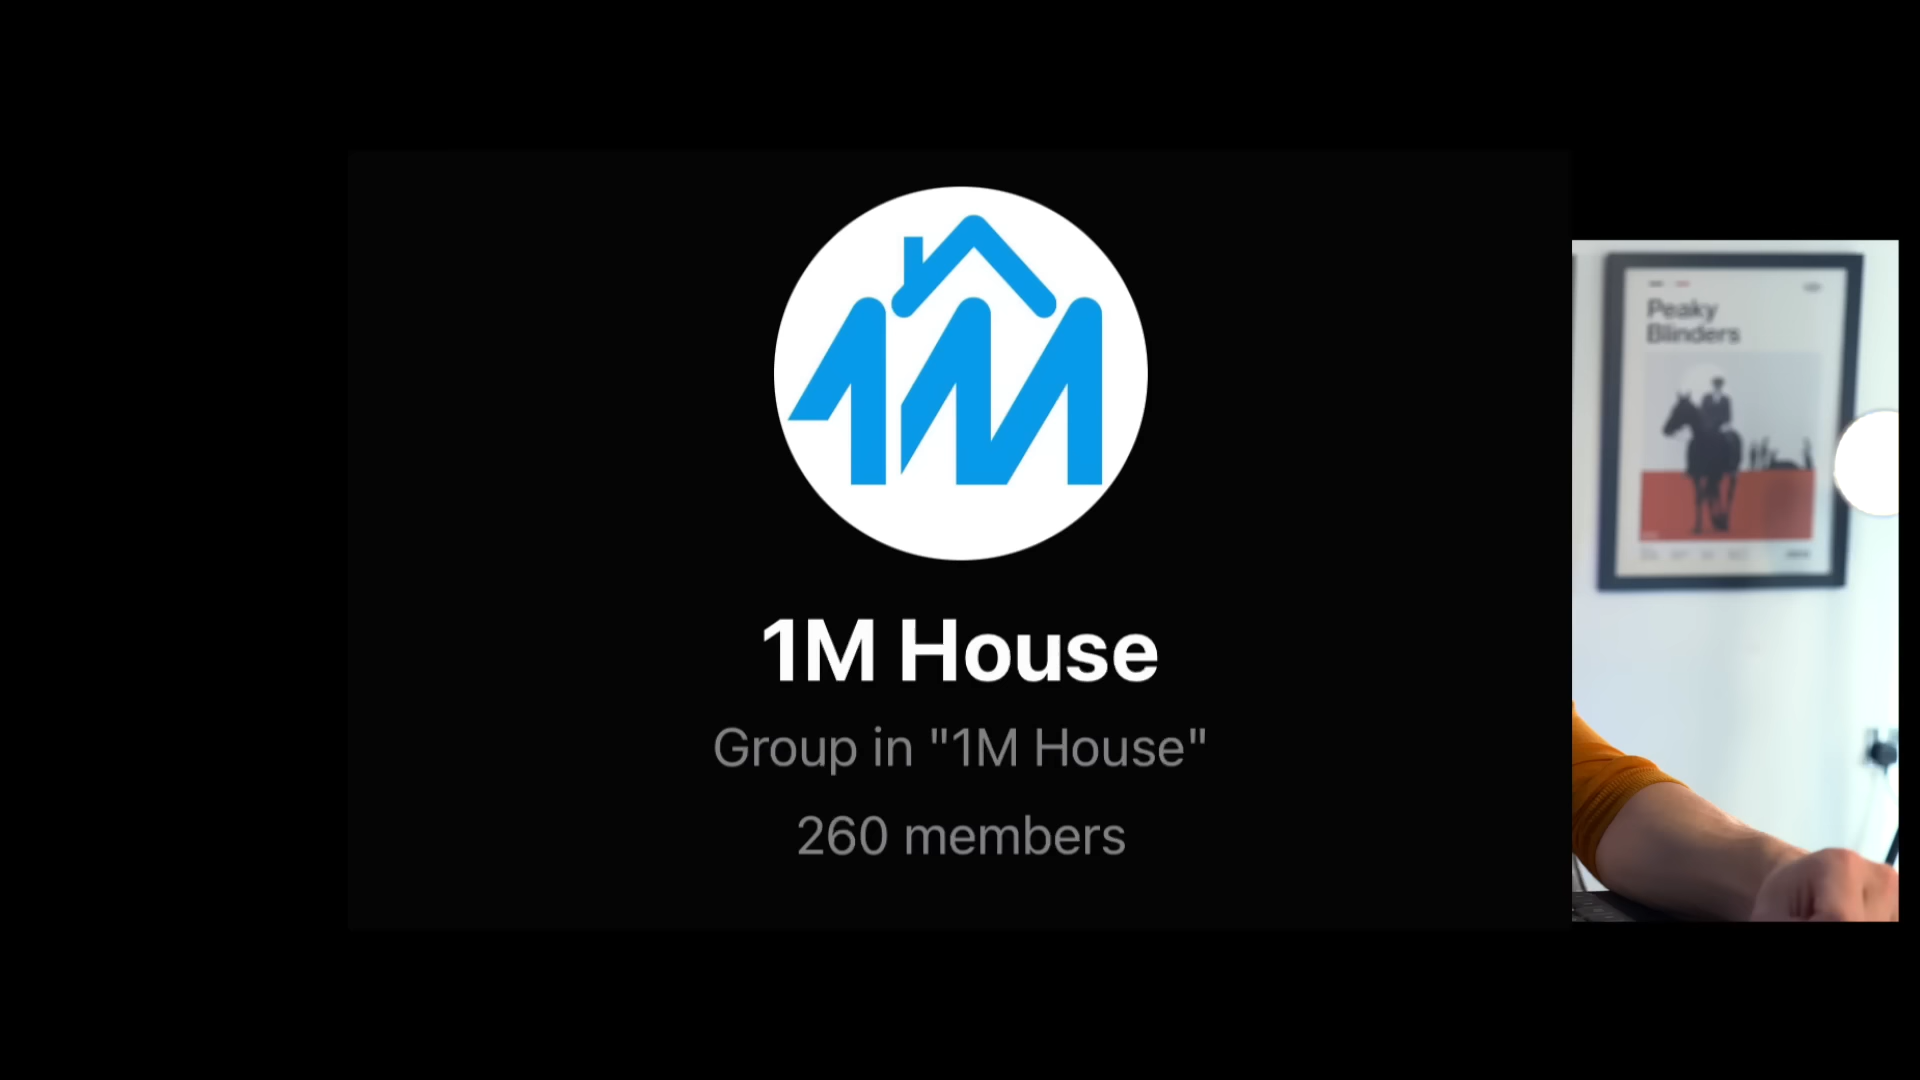 1M
1M House
Group in "1M House"
260 members
Peaky
Blinders